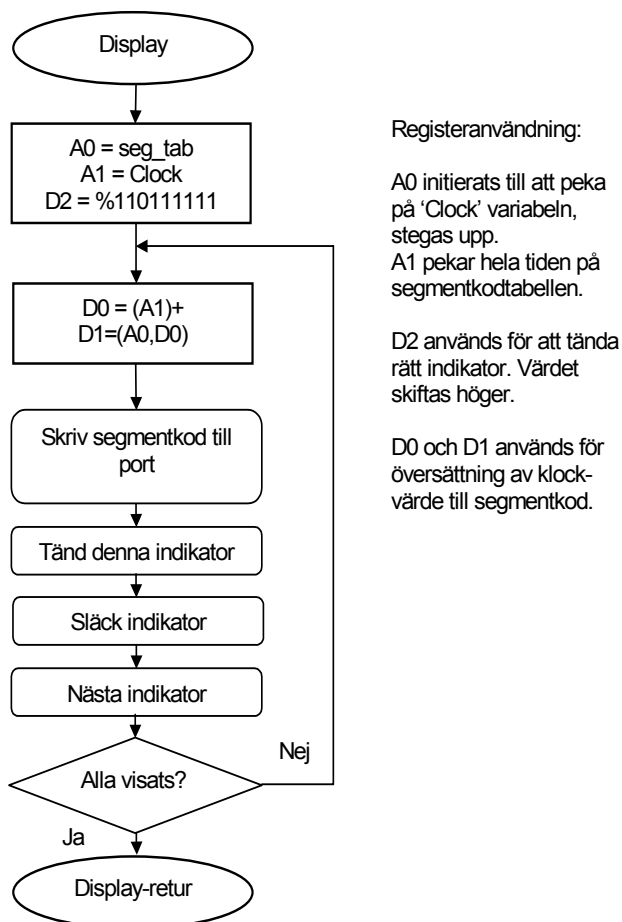 Display
A0 = seg_tab
A1 = Clock
D2 = %110111111
D0 = (A1)+
D1=(A0,D0)
Skriv segmentkod till
port
Tänd denna indikator
Släck indikator
Nästa indikator
Alla visats?
Nej
Ja
Display-retur
Registeranvändning:
A0 initierats till att peka
på ‘Clock’ variabeln,
stegas upp.
A1 pekar hela tiden på
segmentkodtabellen.
D2 används för att tända
rätt indikator. Värdet
skiftas höger.
D0 och D1 används för
översättning av klock-
värde till segmentkod.